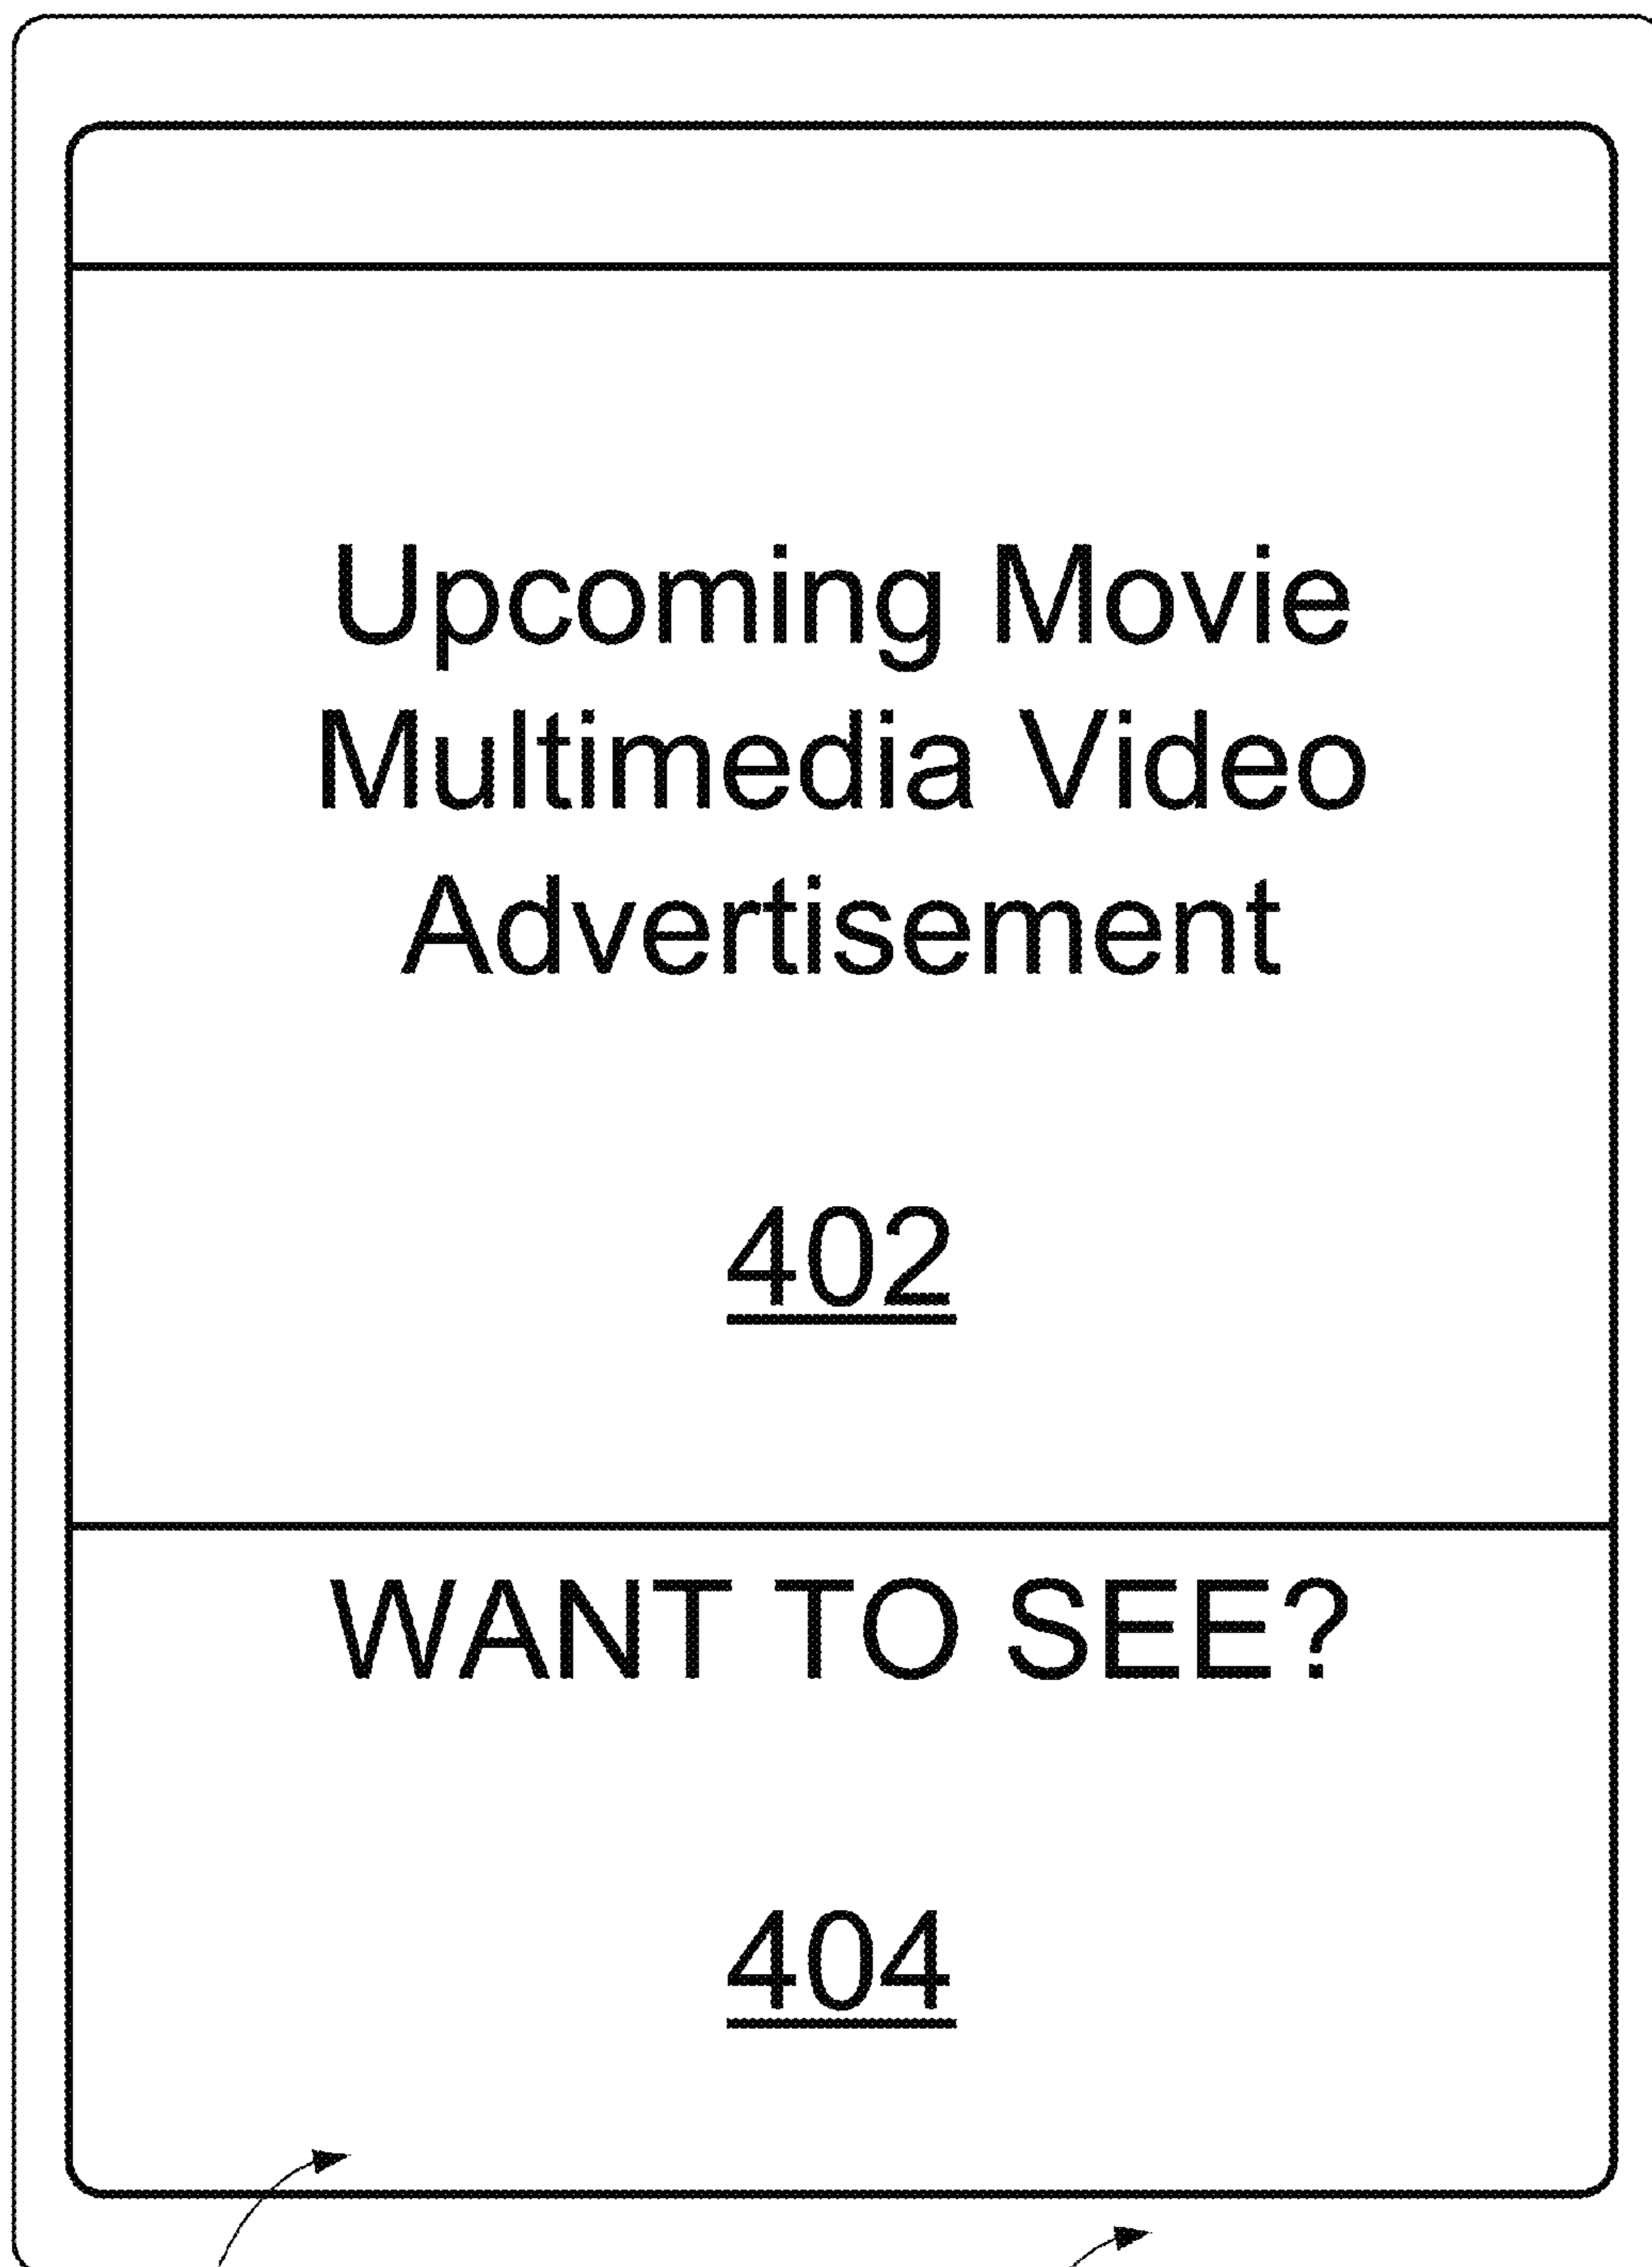 Upcoming Movie
Multimedia Video
Advertisement
402
WANT TO SEE?
404